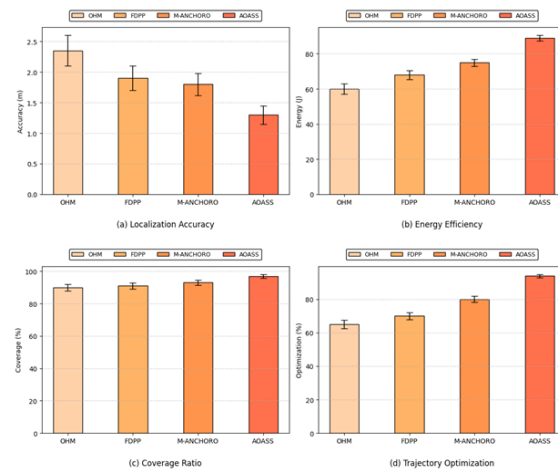 OHM FDPP M-ANCHORO AOASS
Accuracy (m)
2.5
2.0
1.5
1.0
0.5
0.0
OHM FDPP M-ANCHORO AOASS
(a) Localization Accuracy
OHM FDPP M-ANCHORO AOASS
Energy (J)
80
60
40
20
0
OHM FDPP M-ANCHORO AOASS
(b) Energy Efficiency
OHM FDPP M-ANCHORO AOASS
Coverage (%)
100
80
60
40
20
0
OHM FDPP M-ANCHORO AOASS
(c) Coverage Ratio
OHM FDPP M-ANCHORO AOASS
Optimization (%)
80
60
40
20
0
OHM FDPP M-ANCHORO AOASS
(d) Trajectory Optimization